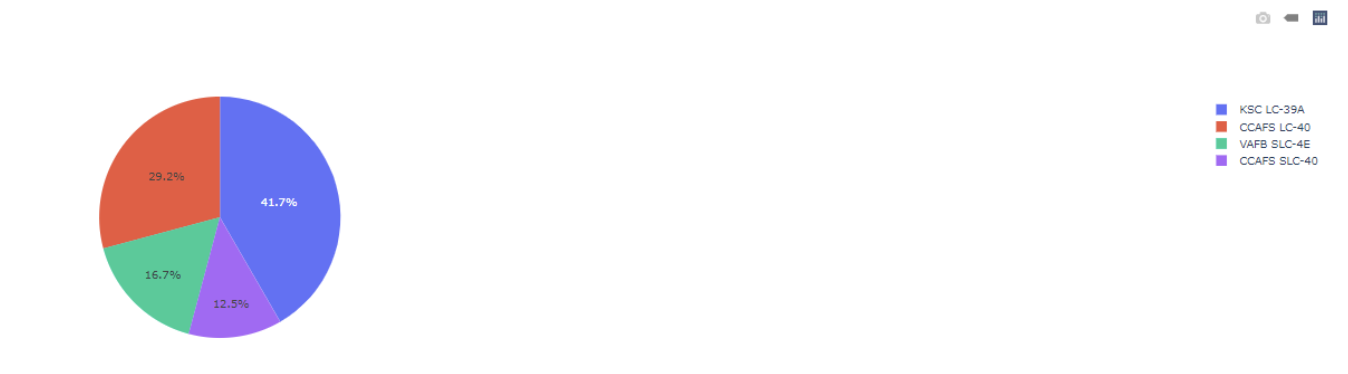 KSC LC-39A
CCAFS LC-40
VAFB SLC-4E
CCAFS SLC-40
29.2%
41.7%
16.7%
12.5%